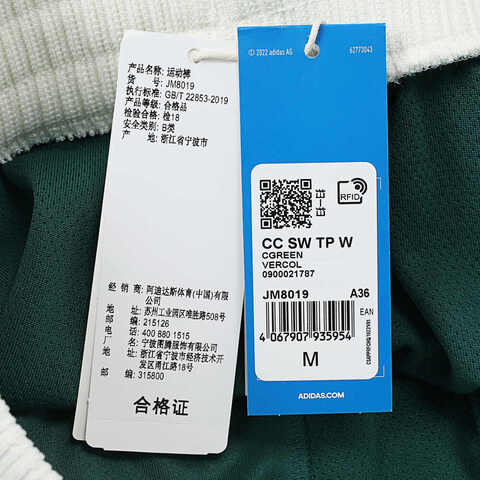 产品名称: 运动裤
货 号: JM8019
执行标准: GB/T 22853-2019
产品等级: 合格品
检验合格: 检18
安全类别: B类
产 地: 浙江省宁波市
经 销 商: 阿迪达斯体育(中国)有限
公司
地 址: 苏州工业园区唯胜路508号
邮 编: 215126
电 话: 400 880 1515
厂 名: 宁波图腾服饰有限公司
地 址: 浙江省宁波市经济技术开
发区甬江路18号
邮 编: 315800
合格证
© 2022 adidas AG
62773043
RFID
CC SW TP W
CGREEN
VERCOL
0900021787
JM8019 A36
EAN
4 067907 935954
M
ADIDAS.COM/